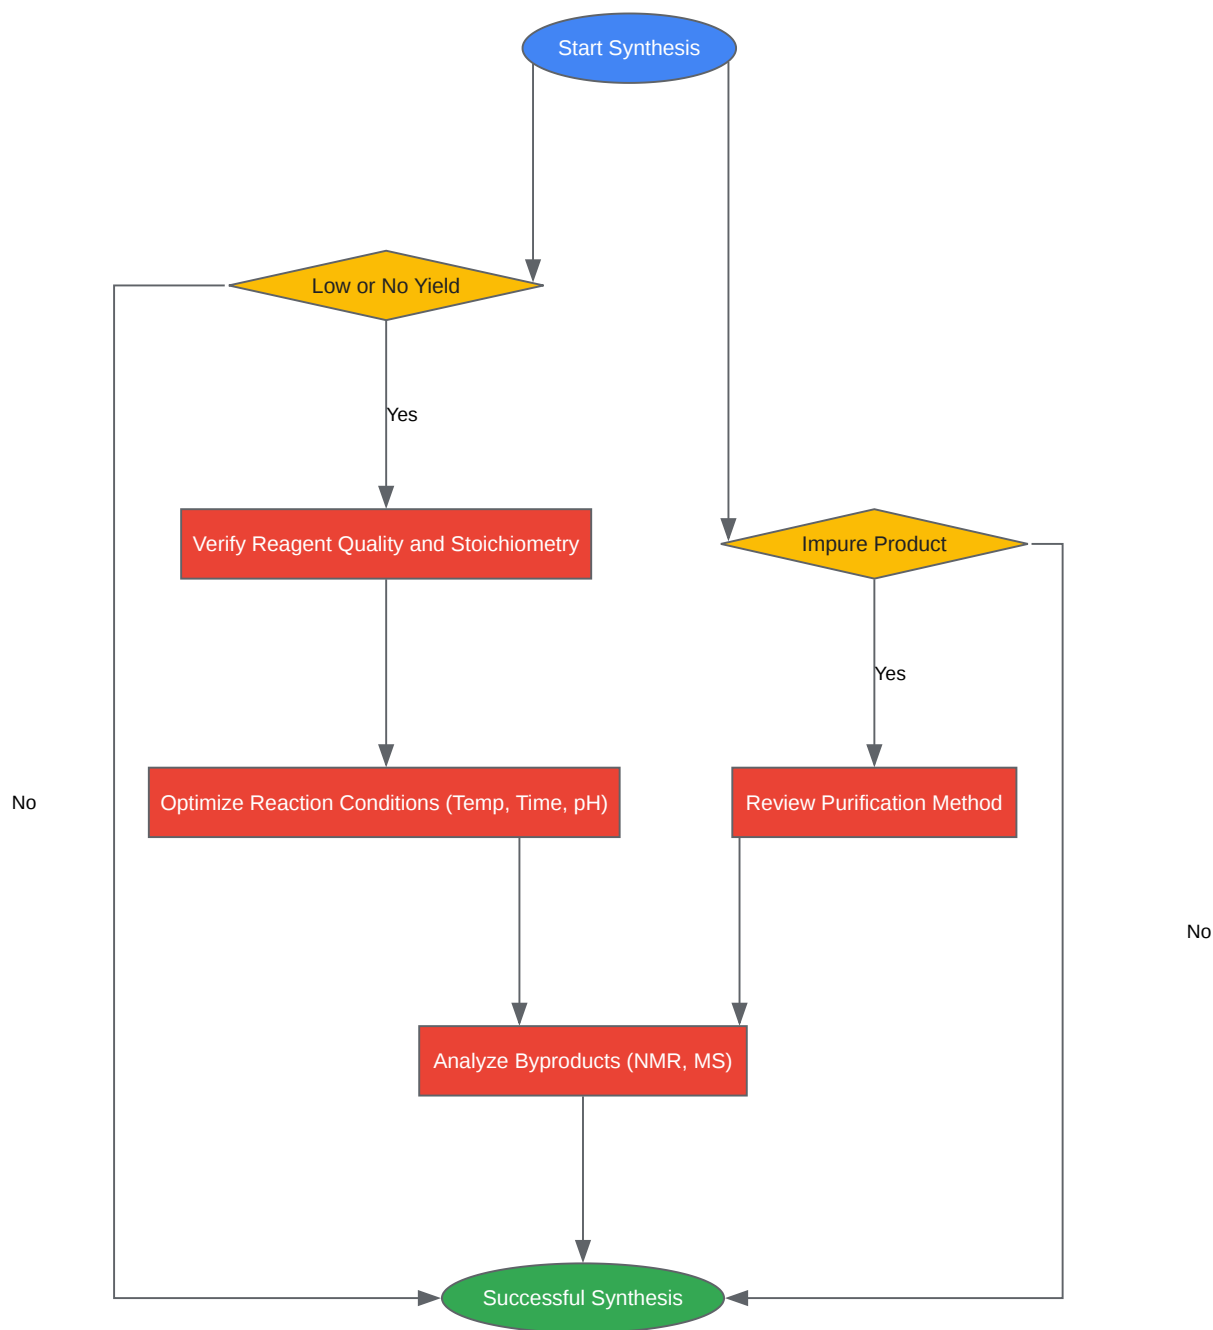 Start Synthesis
Low or No Yield
Yes
Verify Reagent Quality and Stoichiometry
Impure Product
Yes
Optimize Reaction Conditions (Temp, Time, pH)
Review Purification Method
No
No
Analyze Byproducts (NMR, MS)
Successful Synthesis